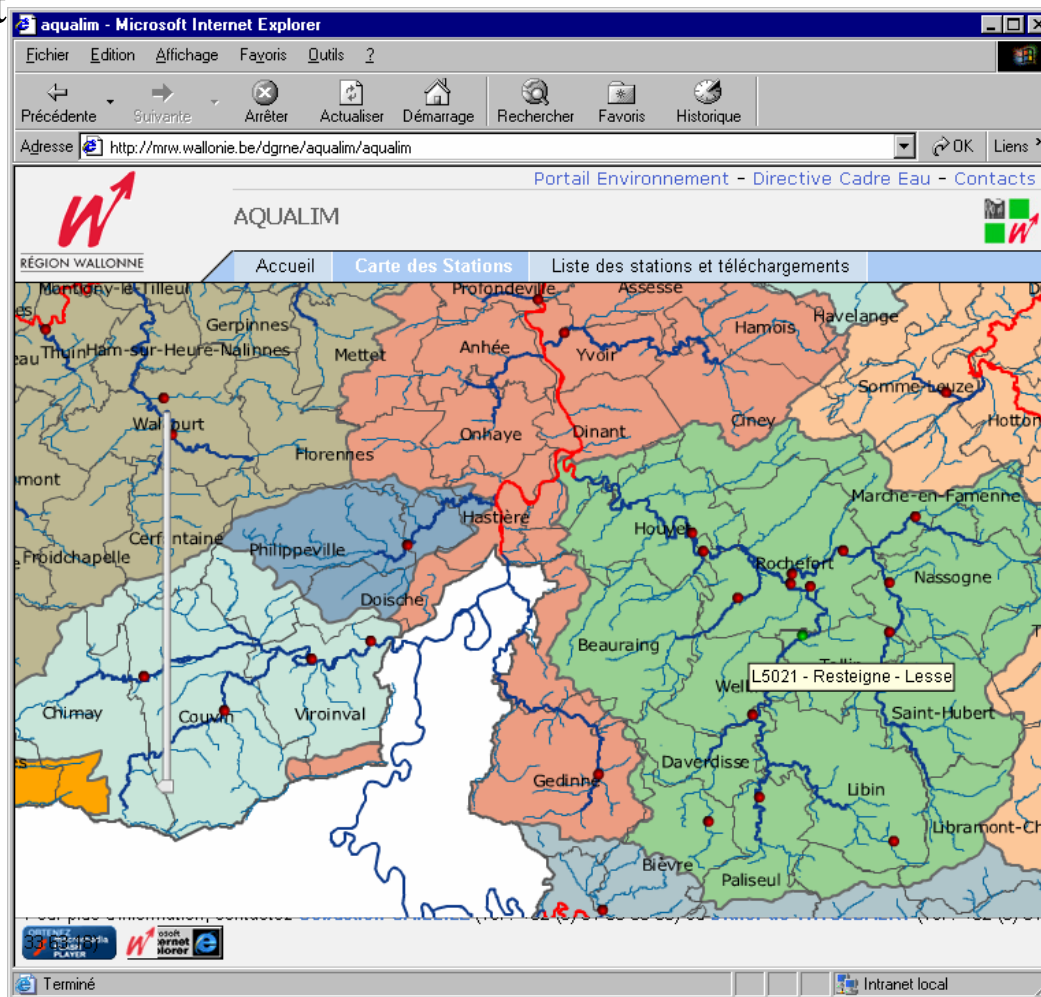 aqualim - Microsoft Internet Explorer
Fichier Edition Affichage Favoris Outils ?
Précédente Suivante Arrêter Actualiser Démarrage Rechercher Favoris Historique
Adresse http://mrw.wallonie.be/dgrne/aqualim/aqualim OK Liens
Portail Environnement - Directive Cadre Eau - Contacts
AQUALIM
RÉGION WALLONNE
Accueil Carte des Stations Liste des stations et téléchargements
Montigny-le-Tilleul Profondeville Assesse
Havelange
Gerpinnes Hamois
Thuin Ham-sur-Heure-Nalinnes Mettet Anhée Yvoir
Somme-Leuze
Walcourt Onhaye Dinant Ciney Hotton
Florennes
Marche-en-Famenne
Hastière Houyet
Cerfontaine
Froidchapelle Philippeville Rochefort
Nassogne
Doische
Beauraing
Tellin
L5021 - Resteigne - Lesse
Chimay Couvin Viroinval Saint-Hubert
Daverdisse
Gedinne Libin
Libramont-Ch
Bièvre
Paliseul
OBTENEZ
FLASH
PLAYER
Terminé Intranet local